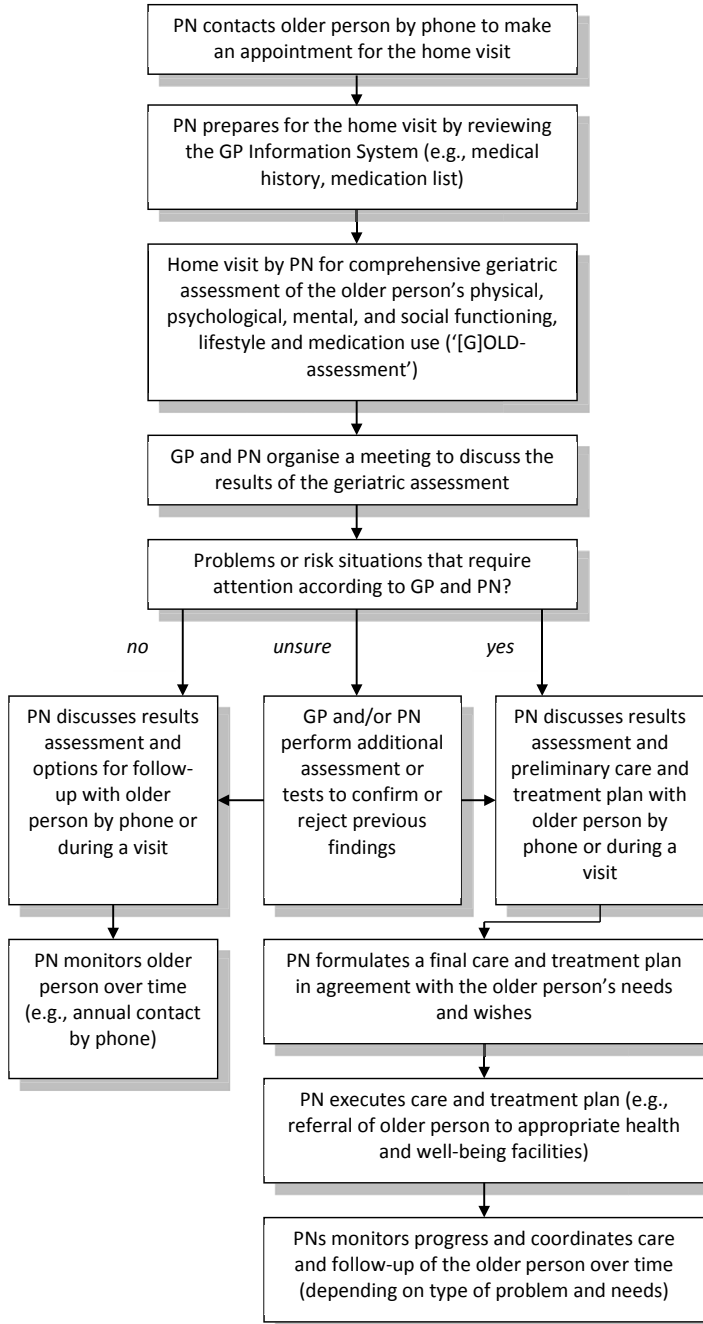 PN contacts older person by phone to make
an appointment for the home visit
PN prepares for the home visit by reviewing
the GP Information System (e.g., medical
history, medication list)
Home visit by PN for comprehensive geriatric
assessment of the older person’s physical,
psychological, mental, and social functioning,
lifestyle and medication use (‘[G]OLD-
assessment’)
GP and PN organise a meeting to discuss the
results of the geriatric assessment
Problems or risk situations that require
attention according to GP and PN?
no
unsure
yes
PN discusses results
assessment and
options for follow-
up with older
person by phone or
during a visit
GP and/or PN
perform additional
assessment or
tests to confirm or
reject previous
findings
PN discusses results
assessment and
preliminary care and
treatment plan with
older person by
phone or during a
visit
PN monitors older
person over time
(e.g., annual contact
by phone)
PN formulates a final care and treatment plan
in agreement with the older person’s needs
and wishes
PN executes care and treatment plan (e.g.,
referral of older person to appropriate health
and well-being facilities)
PNs monitors progress and coordinates care
and follow-up of the older person over time
(depending on type of problem and needs)